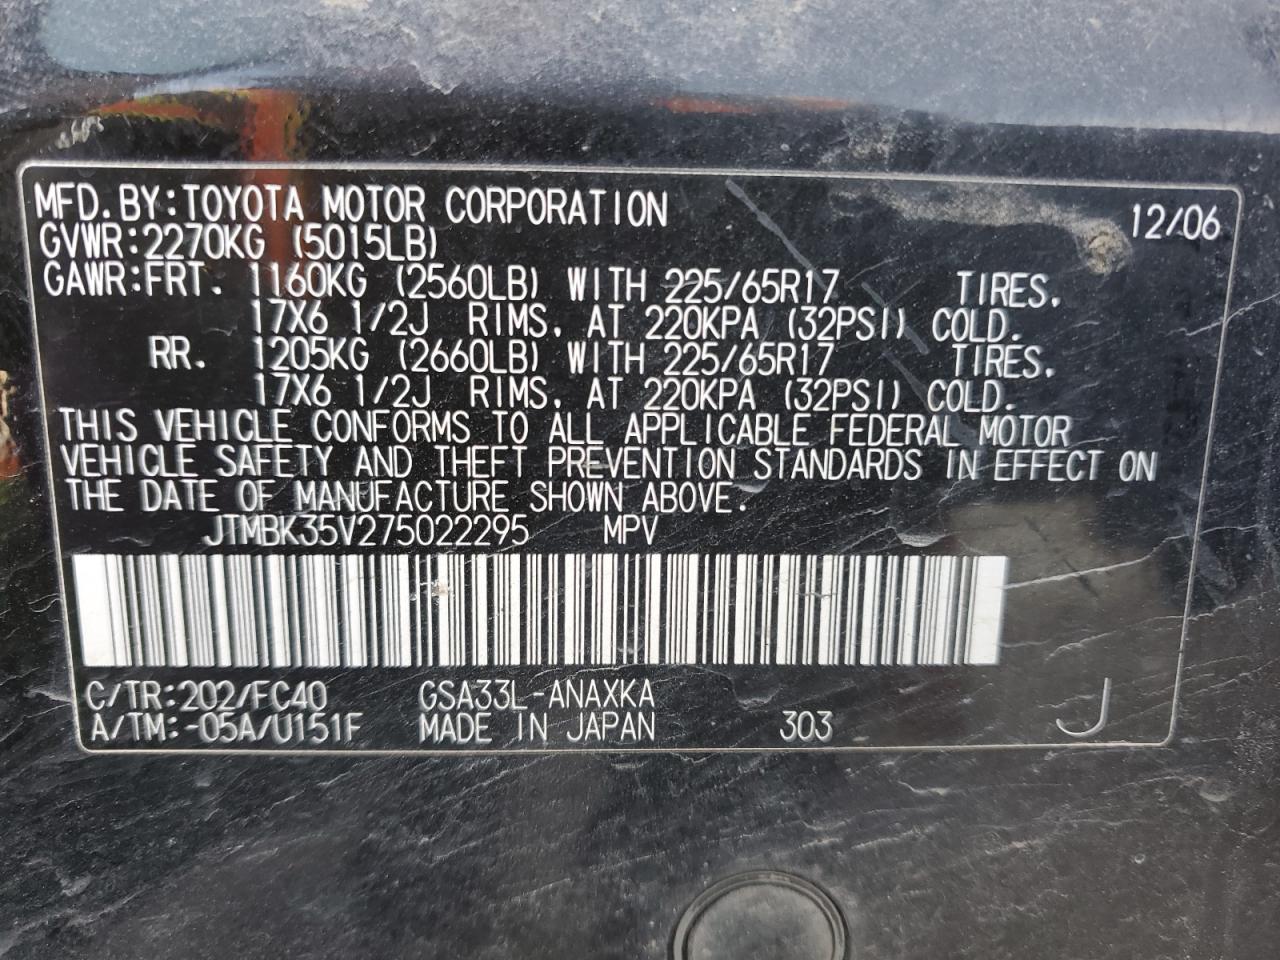 MFD.BY:TOYOTA MOTOR CORPORATION 12/06
GVWR:2270KG (5015LB)
GAWR:FRT. 1160KG (2560LB) WITH 225/65R17 TIRES,
17X6 1/2J RIMS, AT 220KPA (32PSI) COLD.
RR. 1205KG (2660LB) WITH 225/65R17 TIRES,
17X6 1/2J RIMS, AT 220KPA (32PSI) COLD.
THIS VEHICLE CONFORMS TO ALL APPLICABLE FEDERAL MOTOR
VEHICLE SAFETY AND THEFT PREVENTION STANDARDS IN EFFECT ON
THE DATE OF MANUFACTURE SHOWN ABOVE.
JTMBK35V275022295 MPV
C/TR:202/FC40 GSA33L-ANAXKA
A/TM:-05A/U151F MADE IN JAPAN 303 J